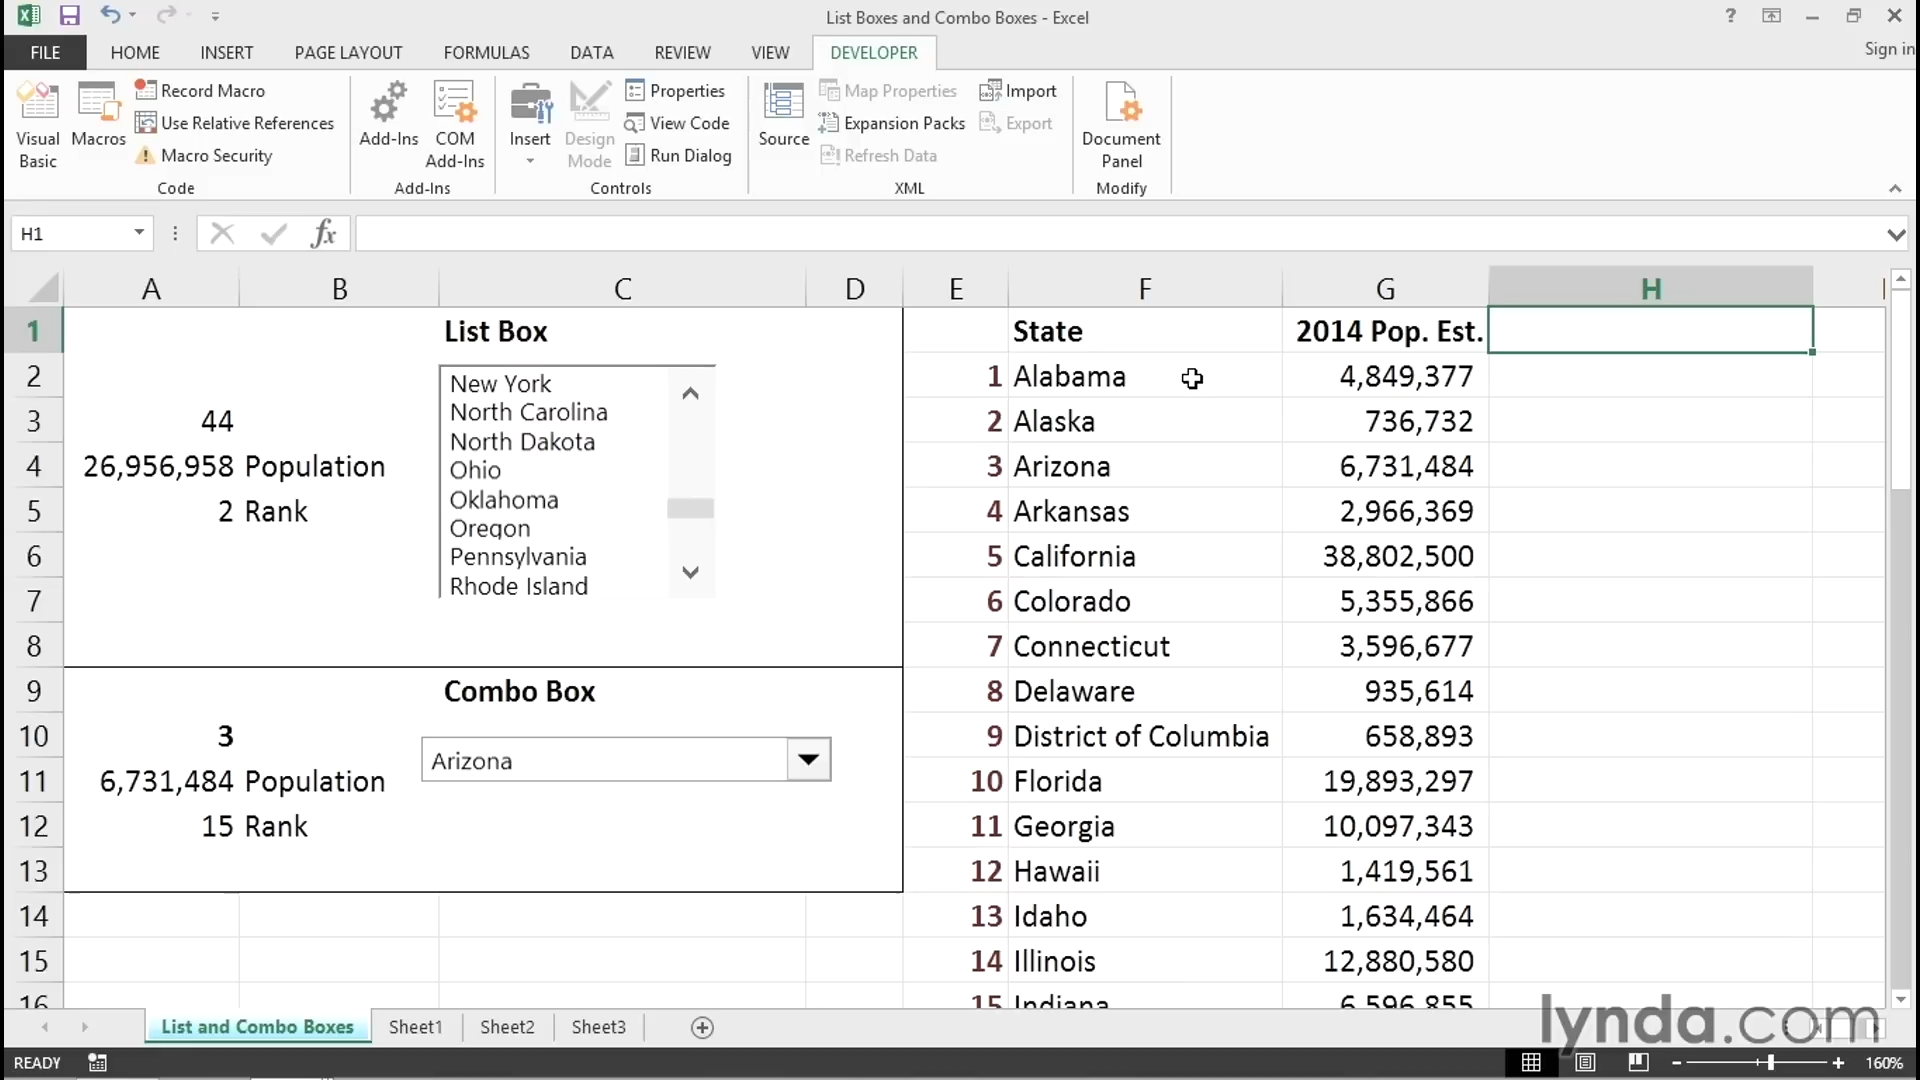 List Boxes and Combo Boxes - Excel
?
Sign in
FILE HOME INSERT PAGE LAYOUT FORMULAS DATA REVIEW VIEW DEVELOPER
Visual Basic
Macros
Record Macro
Use Relative References
Macro Security
Code
Add-Ins
COM Add-Ins
Add-Ins
Insert
Design Mode
Properties
View Code
Run Dialog
Controls
Source
Map Properties
Expansion Packs
Refresh Data
Import
Export
XML
Document Panel
Modify
H1
fx
A B C D E F G H
1 List Box State 2014 Pop. Est.
2 1 Alabama 4,849,377
3 44 2 Alaska 736,732
4 26,956,958 Population 3 Arizona 6,731,484
5 2 Rank 4 Arkansas 2,966,369
6 5 California 38,802,500
7 6 Colorado 5,355,866
8 7 Connecticut 3,596,677
9 Combo Box 8 Delaware 935,614
10 3 9 District of Columbia 658,893
11 6,731,484 Population 10 Florida 19,893,297
12 15 Rank 11 Georgia 10,097,343
13 12 Hawaii 1,419,561
14 13 Idaho 1,634,464
15 14 Illinois 12,880,580
16 15 Indiana 6,596,855
New York
North Carolina
North Dakota
Ohio
Oklahoma
Oregon
Pennsylvania
Rhode Island
Arizona
List and Combo Boxes Sheet1 Sheet2 Sheet3
lynda.com
READY
160%